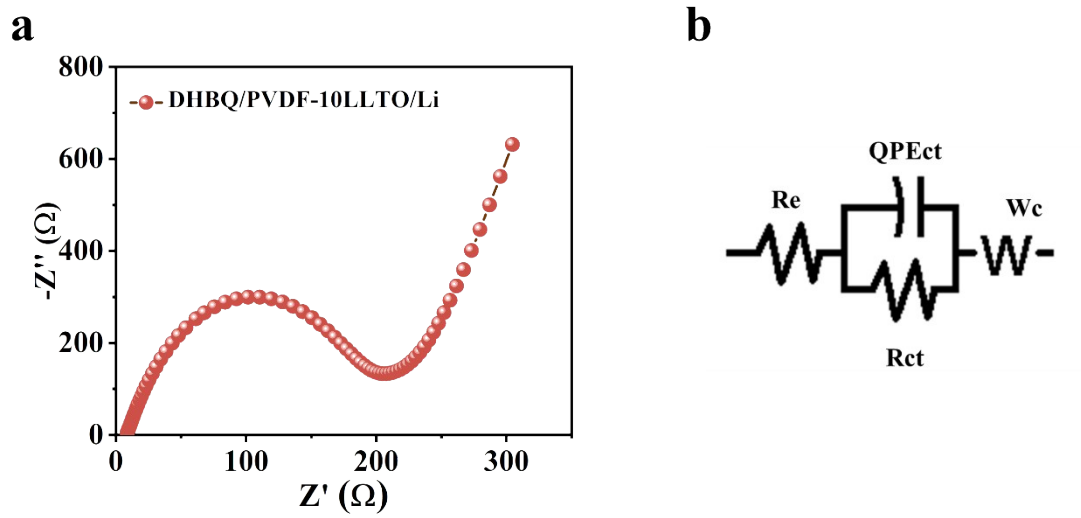 a
800
600
400
200
0
-Z'' (Ω)
DHBQ/PVDF-10LLTO/Li
0 100 200 300
Z' (Ω)
b
QPEct
Re
Wc
Rct